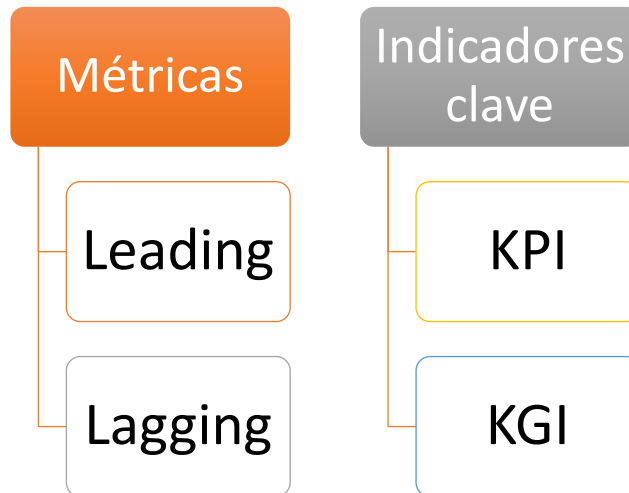 Métricas
Leading
Lagging
Indicadores
clave
KPI
KGI